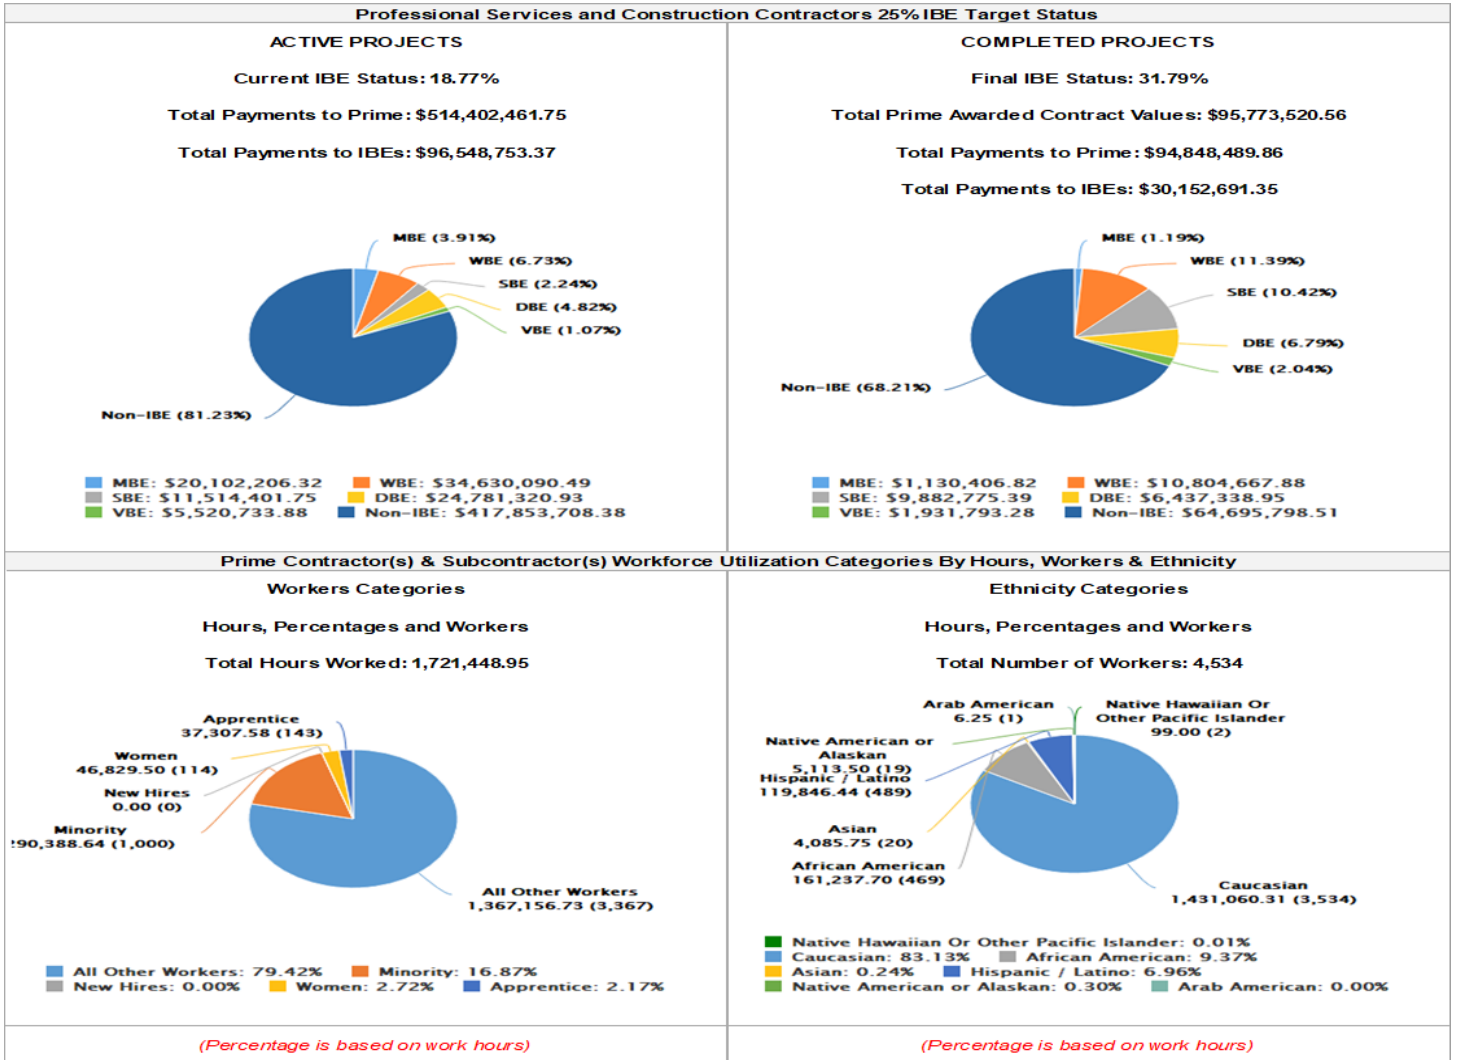 Professional Services and Construction Contractors 25% IBE Target Status
ACTIVE PROJECTS
Current IBE Status: 18.77%
Total Payments to Prime: $514,402,461.75
Total Payments to IBEs: $96,548,753.37
MBE (3.91%)
WBE (6.73%)
SBE (2.24%)
DBE (4.82%)
VBE (1.07%)
Non-IBE (81.23%)
MBE: $20,102,206.32 WBE: $34,630,090.49
SBE: $11,514,401.75 DBE: $24,781,320.93
VBE: $5,520,733.88 Non-IBE: $417,853,708.38
COMPLETED PROJECTS
Final IBE Status: 31.79%
Total Prime Awarded Contract Values: $95,773,520.56
Total Payments to Prime: $94,848,489.86
Total Payments to IBEs: $30,152,691.35
MBE (1.19%)
WBE (11.39%)
SBE (10.42%)
DBE (6.79%)
VBE (2.04%)
Non-IBE (68.21%)
MBE: $1,130,406.82 WBE: $10,804,667.88
SBE: $9,882,775.39 DBE: $6,437,338.95
VBE: $1,931,793.28 Non-IBE: $64,695,798.51
Prime Contractor(s) & Subcontractor(s) Workforce Utilization Categories By Hours, Workers & Ethnicity
Workers Categories
Hours, Percentages and Workers
Total Hours Worked: 1,721,448.95
Apprentice
37,307.58 (143)
Women
46,829.50 (114)
New Hires
0.00 (0)
Minority
290,388.64 (1,000)
All Other Workers
1,367,156.73 (3,367)
All Other Workers: 79.42% Minority: 16.87%
New Hires: 0.00% Women: 2.72% Apprentice: 2.17%
(Percentage is based on work hours)
Ethnicity Categories
Hours, Percentages and Workers
Total Number of Workers: 4,534
Arab American
6.25 (1)
Native Hawaiian Or
Other Pacific Islander
99.00 (2)
Native American or
Alaskan
5,113.50 (19)
Hispanic / Latino
119,846.44 (489)
Asian
4,085.75 (20)
African American
161,237.70 (469)
Caucasian
1,431,060.31 (3,534)
Native Hawaiian Or Other Pacific Islander: 0.01%
Caucasian: 83.13% African American: 9.37%
Asian: 0.24% Hispanic / Latino: 6.96%
Native American or Alaskan: 0.30% Arab American: 0.00%
(Percentage is based on work hours)